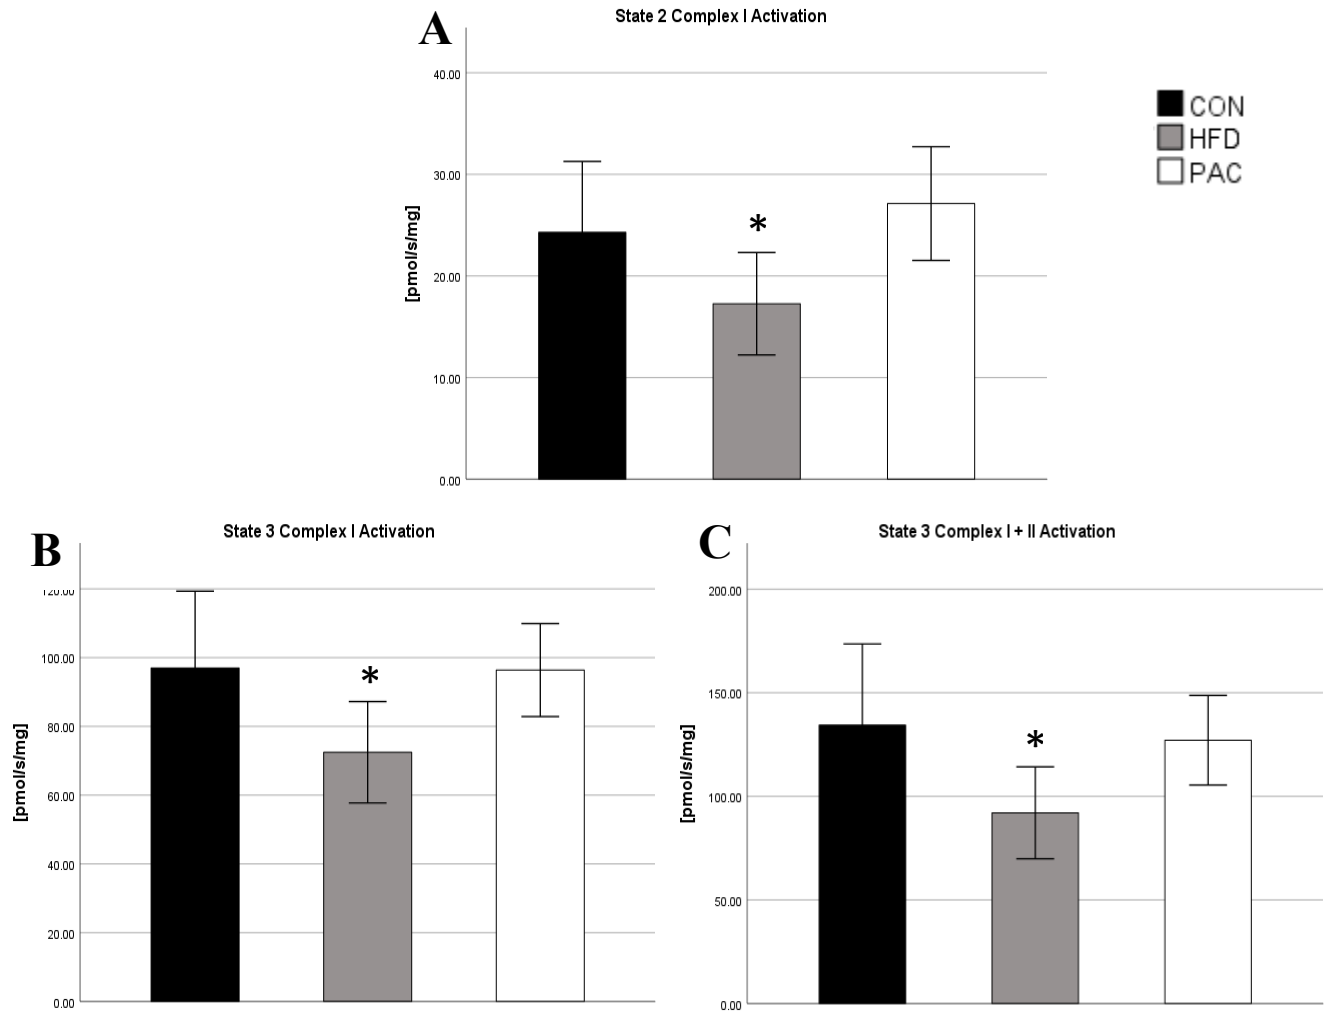 A
State 2 Complex I Activation
40.00
30.00
20.00
10.00
0.00
[pmol/s/mg]
*
CON
HFD
PAC
B
State 3 Complex I Activation
120.00
100.00
80.00
60.00
40.00
20.00
0.00
[pmol/s/mg]
*
C
State 3 Complex I + II Activation
200.00
150.00
100.00
50.00
0.00
[pmol/s/mg]
*